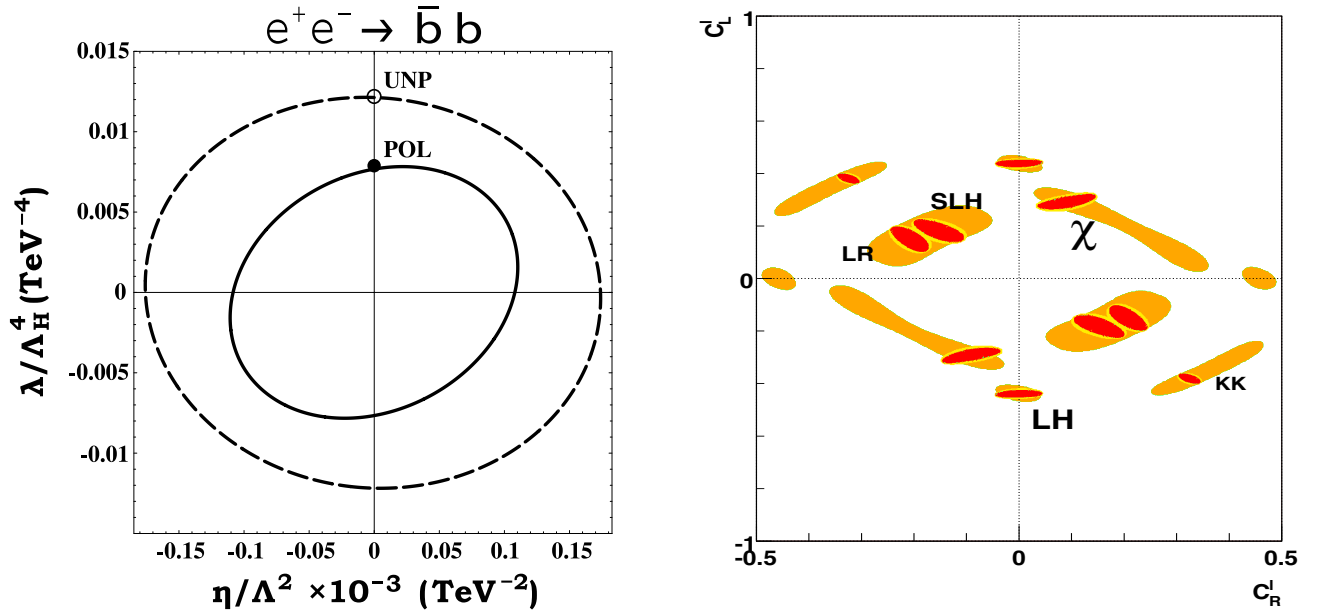 e⁺ e⁻ → b̄ b
0.015
0.01
0.005
0
-0.005
-0.01
UNP
POL
λ/Λ⁴_H (TeV⁻⁴)
-0.15 -0.1 -0.05 0 0.05 0.1 0.15
η/Λ² ×10⁻³ (TeV⁻²)
C_L^l
1
0
-1
SLH
LR
χ
KK
LH
-0.5 0 0.5
C_R^l